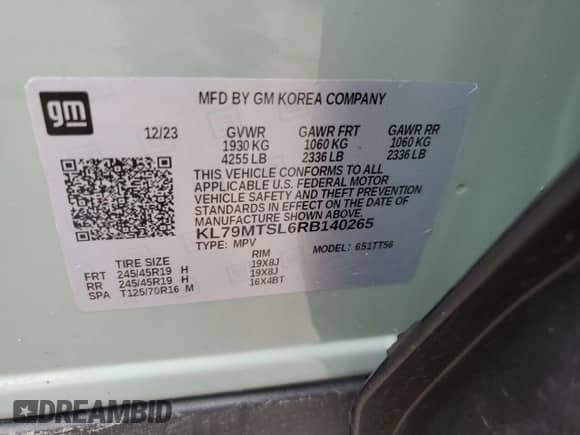 gm
MFD BY GM KOREA COMPANY
12/23 GVWR GAWR FRT GAWR RR
1930 KG 1060 KG 1060 KG
4255 LB 2336 LB 2336 LB
THIS VEHICLE CONFORMS TO ALL
APPLICABLE U.S. FEDERAL MOTOR
VEHICLE SAFETY AND THEFT PREVENTION
STANDARDS IN EFFECT ON THE DATE OF
MANUFACTURE SHOWN ABOVE.
KL79MTSL6RB140265
TYPE: MPV MODEL: 651TT56
TIRE SIZE RIM
FRT 245/45R19 H 19X8J
RR 245/45R19 H 19X8J
SPA T125/70R16 M 16X4BT
DREAMBID